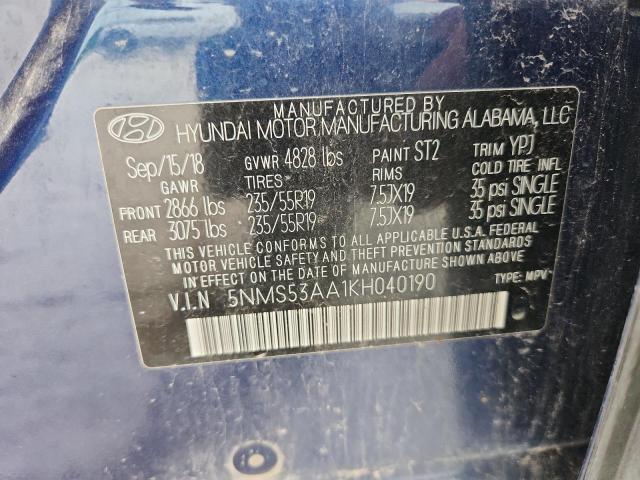 MANUFACTURED BY
HYUNDAI MOTOR MANUFACTURING ALABAMA, LLC
Sep/15/18 GVWR 4828 lbs PAINT ST2 TRIM YPJ
GAWR TIRES RIMS COLD TIRE INFL
FRONT 2866 lbs 235/55R19 7.5JX19 35 psi SINGLE
REAR 3075 lbs 235/55R19 7.5JX19 35 psi SINGLE
THIS VEHICLE CONFORMS TO ALL APPLICABLE U.S.A. FEDERAL
MOTOR VEHICLE SAFETY AND THEFT PREVENTION STANDARDS
IN EFFECT ON THE DATE OF MANUFACTURE SHOWN ABOVE.
V.I.N 5NMS53AA1KH040190 TYPE: MPV